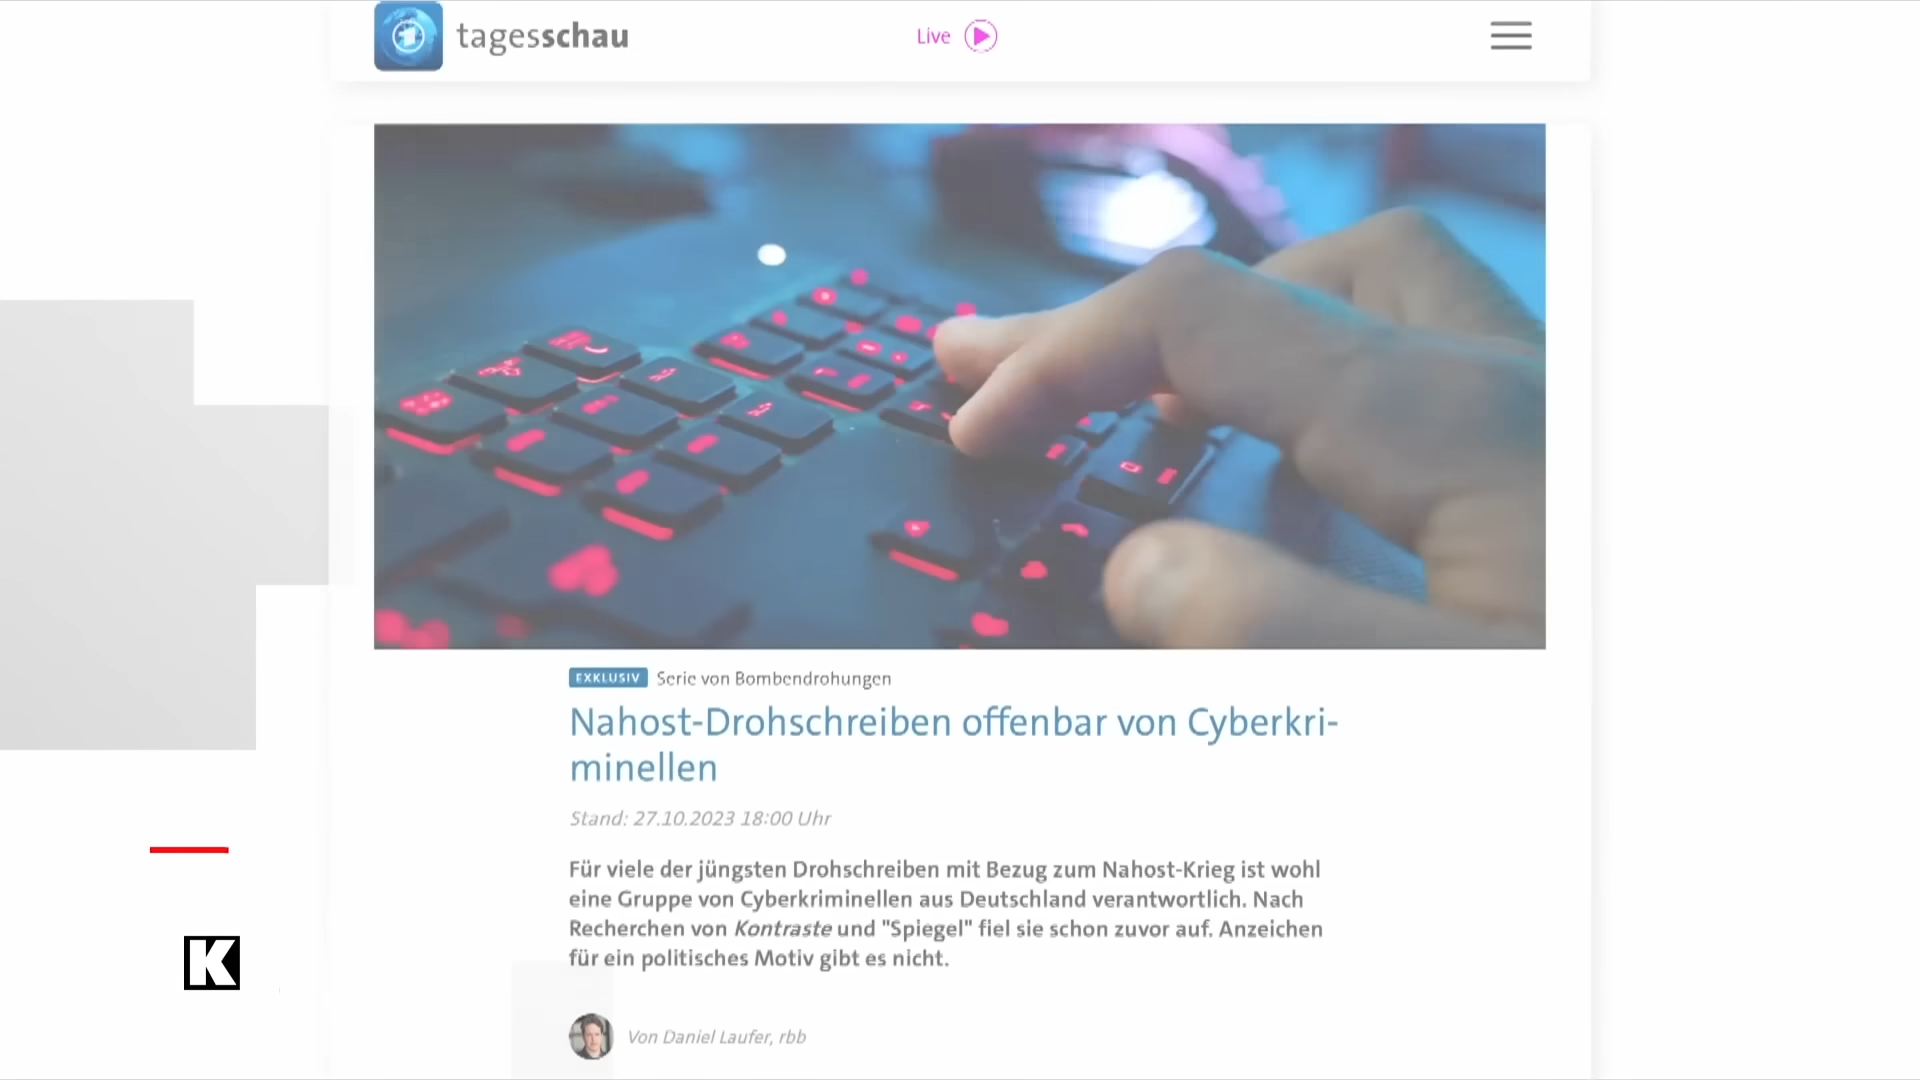 tagesschau
Live
EXKLUSIV Serie von Bombendrohungen
Nahost-Drohschreiben offenbar von Cyberkri-
minellen
Stand: 27.10.2023 18:00 Uhr
Für viele der jüngsten Drohschreiben mit Bezug zum Nahost-Krieg ist wohl
eine Gruppe von Cyberkriminellen aus Deutschland verantwortlich. Nach
Recherchen von Kontraste und "Spiegel" fiel sie schon zuvor auf. Anzeichen
für ein politisches Motiv gibt es nicht.
K
Von Daniel Laufer, rbb